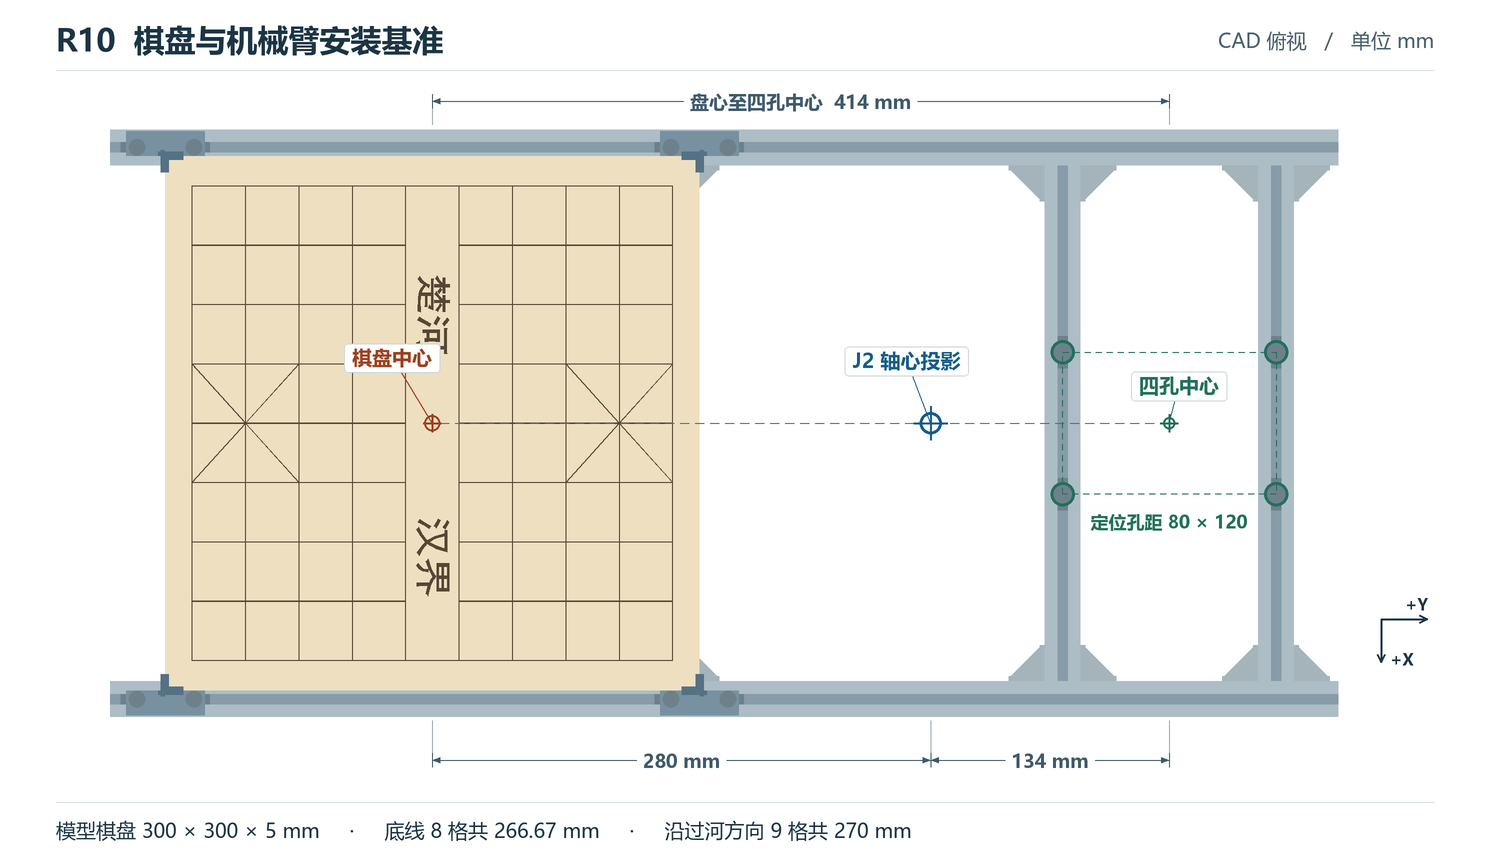 R10 棋盘与机械臂安装基准
CAD 俯视 / 单位 mm
盘心至四孔中心 414 mm
楚河
棋盘中心
J2 轴心投影
四孔中心
汉界
定位孔距 80 × 120
+Y
+X
280 mm
134 mm
模型棋盘 300 × 300 × 5 mm · 底线 8 格共 266.67 mm · 沿过河方向 9 格共 270 mm